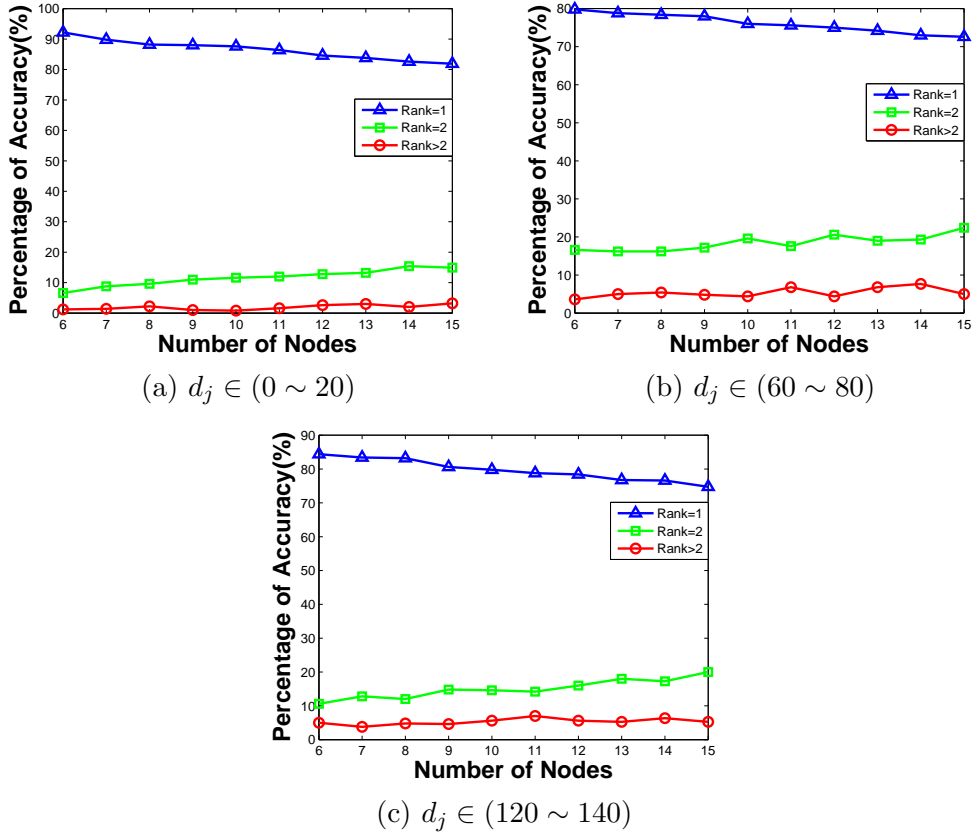 Percentage of Accuracy(%)
100
90
80
70
60
50
40
30
20
10
0
Rank=1
Rank=2
Rank>2
6 7 8 9 10 11 12 13 14 15
Number of Nodes
(a) d_j ∈ (0 ∼ 20)
Percentage of Accuracy(%)
80
70
60
50
40
30
20
10
0
Rank=1
Rank=2
Rank>2
6 7 8 9 10 11 12 13 14 15
Number of Nodes
(b) d_j ∈ (60 ∼ 80)
Percentage of Accuracy(%)
90
80
70
60
50
40
30
20
10
0
Rank=1
Rank=2
Rank>2
6 7 8 9 10 11 12 13 14 15
Number of Nodes
(c) d_j ∈ (120 ∼ 140)